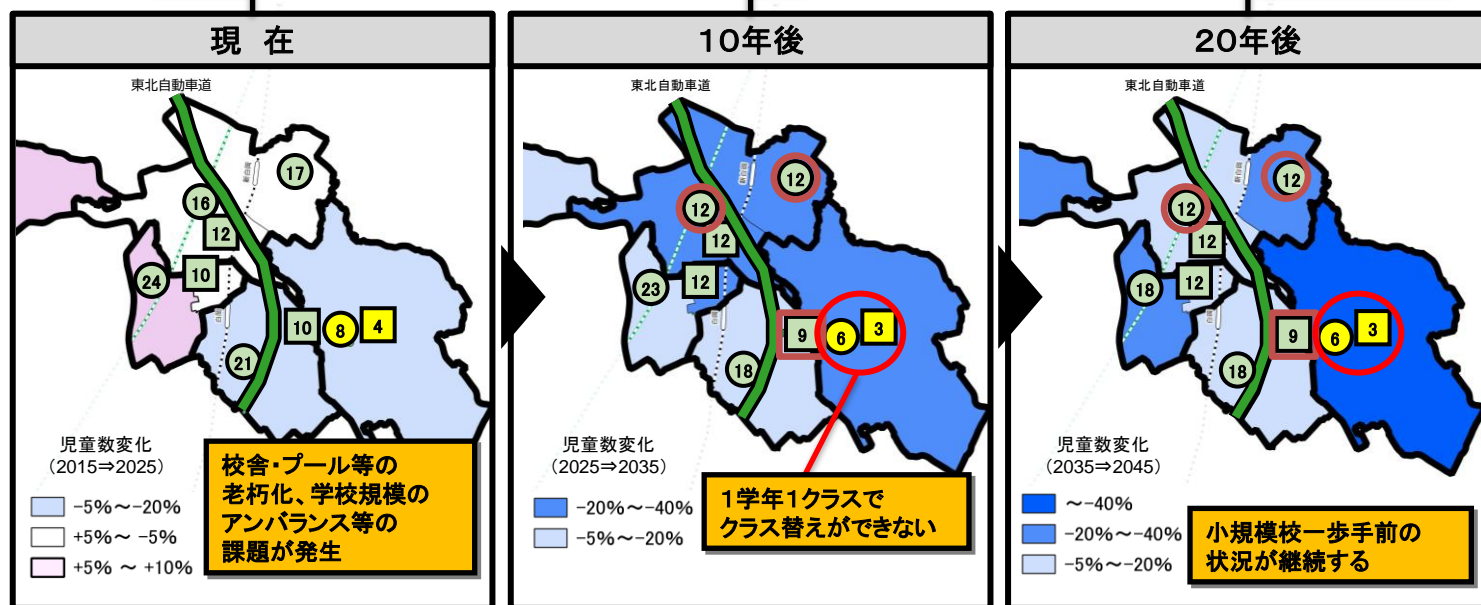 現 在
東北自動車道
17
16
12
24
10
10
8
4
21
児童数変化
(2015⇒2025)
-5%～-20%
+5%～ -5%
+5% ～ +10%
校舎・プール等の
老朽化、学校規模の
アンバランス等の
課題が発生
10年後
東北自動車道
12
12
12
23
12
9
6
3
18
児童数変化
(2025⇒2035)
-20%～-40%
-5%～-20%
1学年1クラスで
クラス替えができない
20年後
東北自動車道
12
12
12
18
12
9
6
3
18
児童数変化
(2035⇒2045)
～-40%
-20%～-40%
-5%～-20%
小規模校一歩手前の
状況が継続する